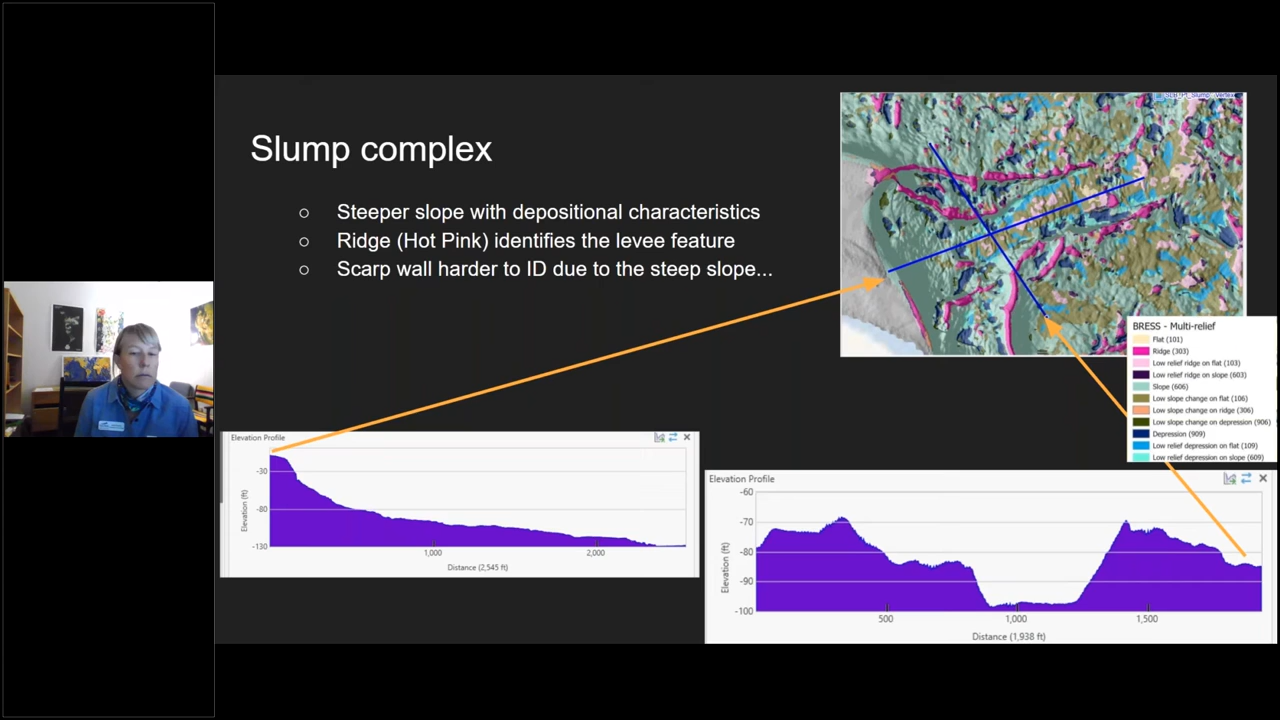 Slump complex
○ Steeper slope with depositional characteristics
○ Ridge (Hot Pink) identifies the levee feature
○ Scarp wall harder to ID due to the steep slope...
BRESS - Multi-relief
Flat (101)
Ridge (303)
Low relief ridge on flat (103)
Low relief ridge on slope (603)
Slope (606)
Low slope change on flat (106)
Low slope change on ridge (306)
Low slope change on depression (906)
Depression (909)
Low relief depression on flat (109)
Low relief depression on slope (609)
Elevation Profile
Elevation (ft)
-30
-80
-130
1,000
2,000
Distance (2,545 ft)
Elevation Profile
Elevation (ft)
-60
-70
-80
-90
-100
500
1,000
1,500
Distance (1,938 ft)